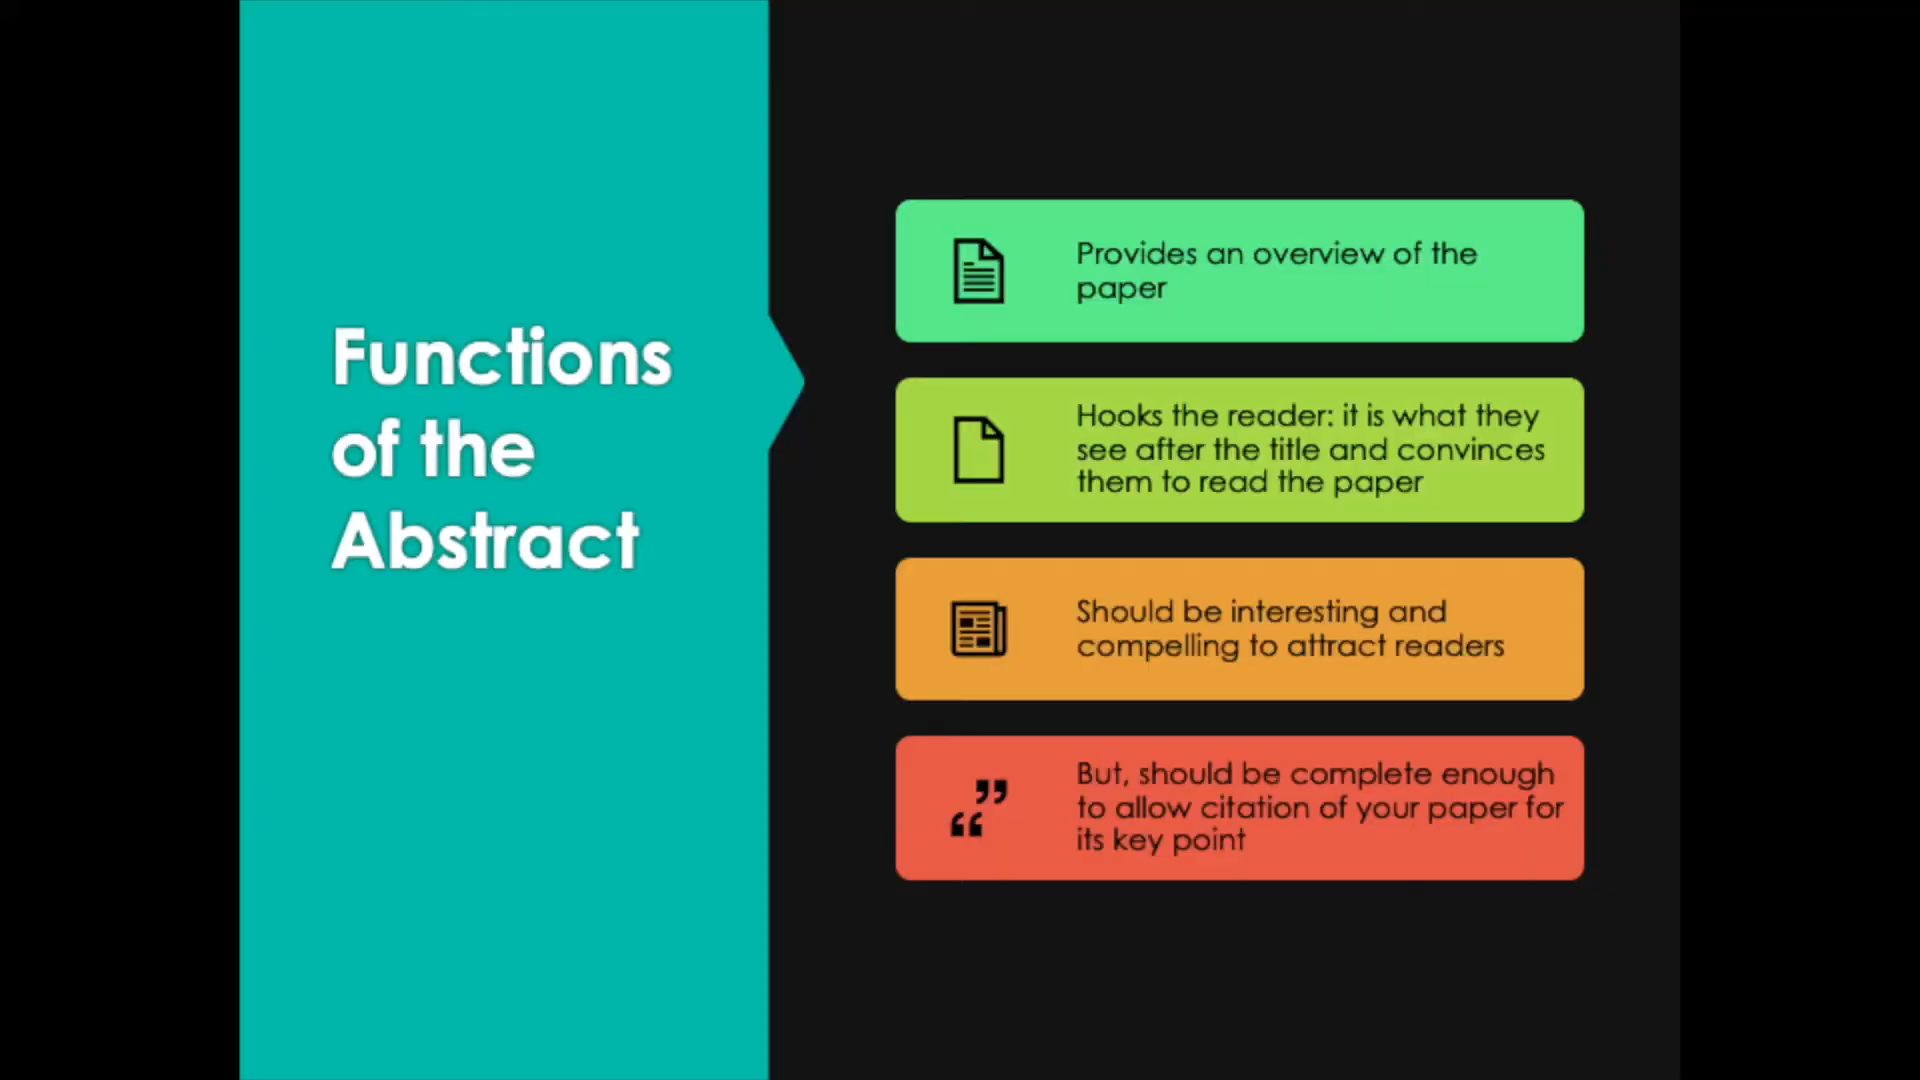 Functions
of the
Abstract
Provides an overview of the
paper
Hooks the reader: it is what they
see after the title and convinces
them to read the paper
Should be interesting and
compelling to attract readers
But, should be complete enough
to allow citation of your paper for
its key point